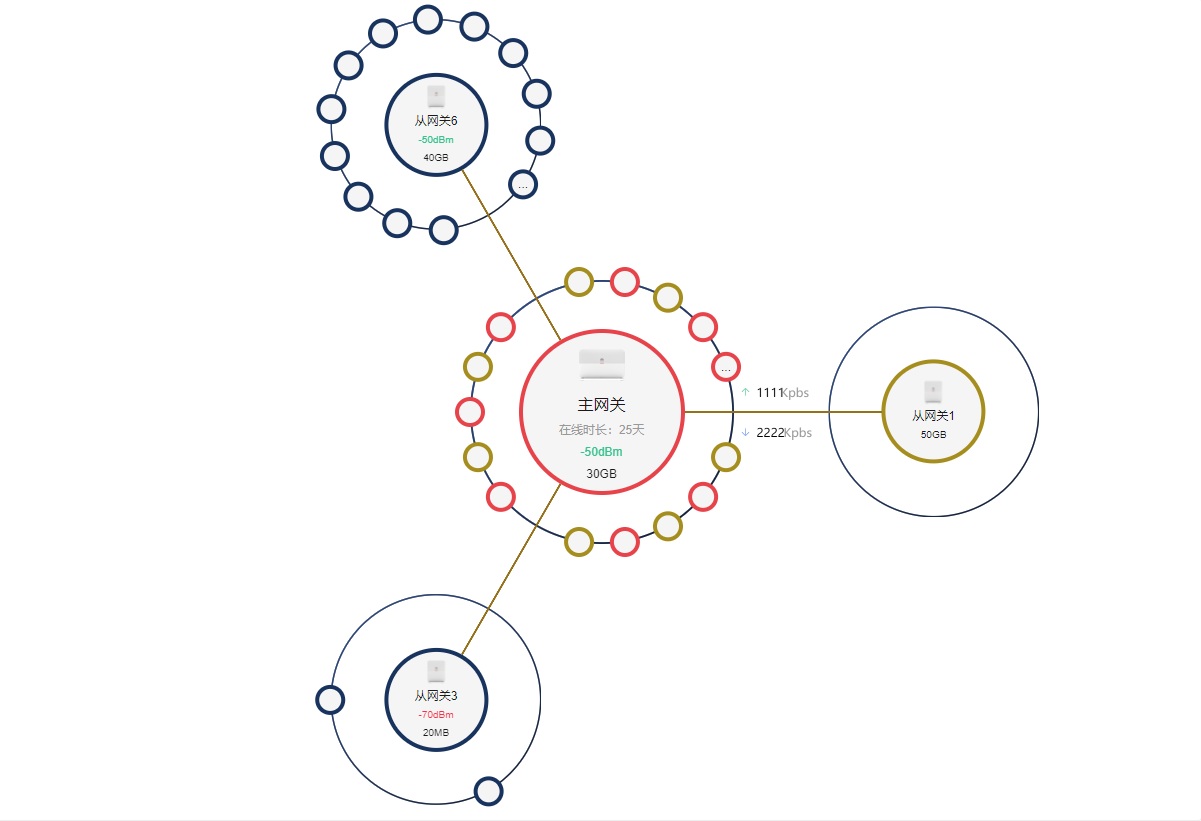 从网关6
-50dBm
40GB
...
...
主网关
在线时长：25天
-50dBm
30GB
↑ 1111Kpbs
↓ 2222Kpbs
从网关1
50GB
从网关3
-70dBm
20MB